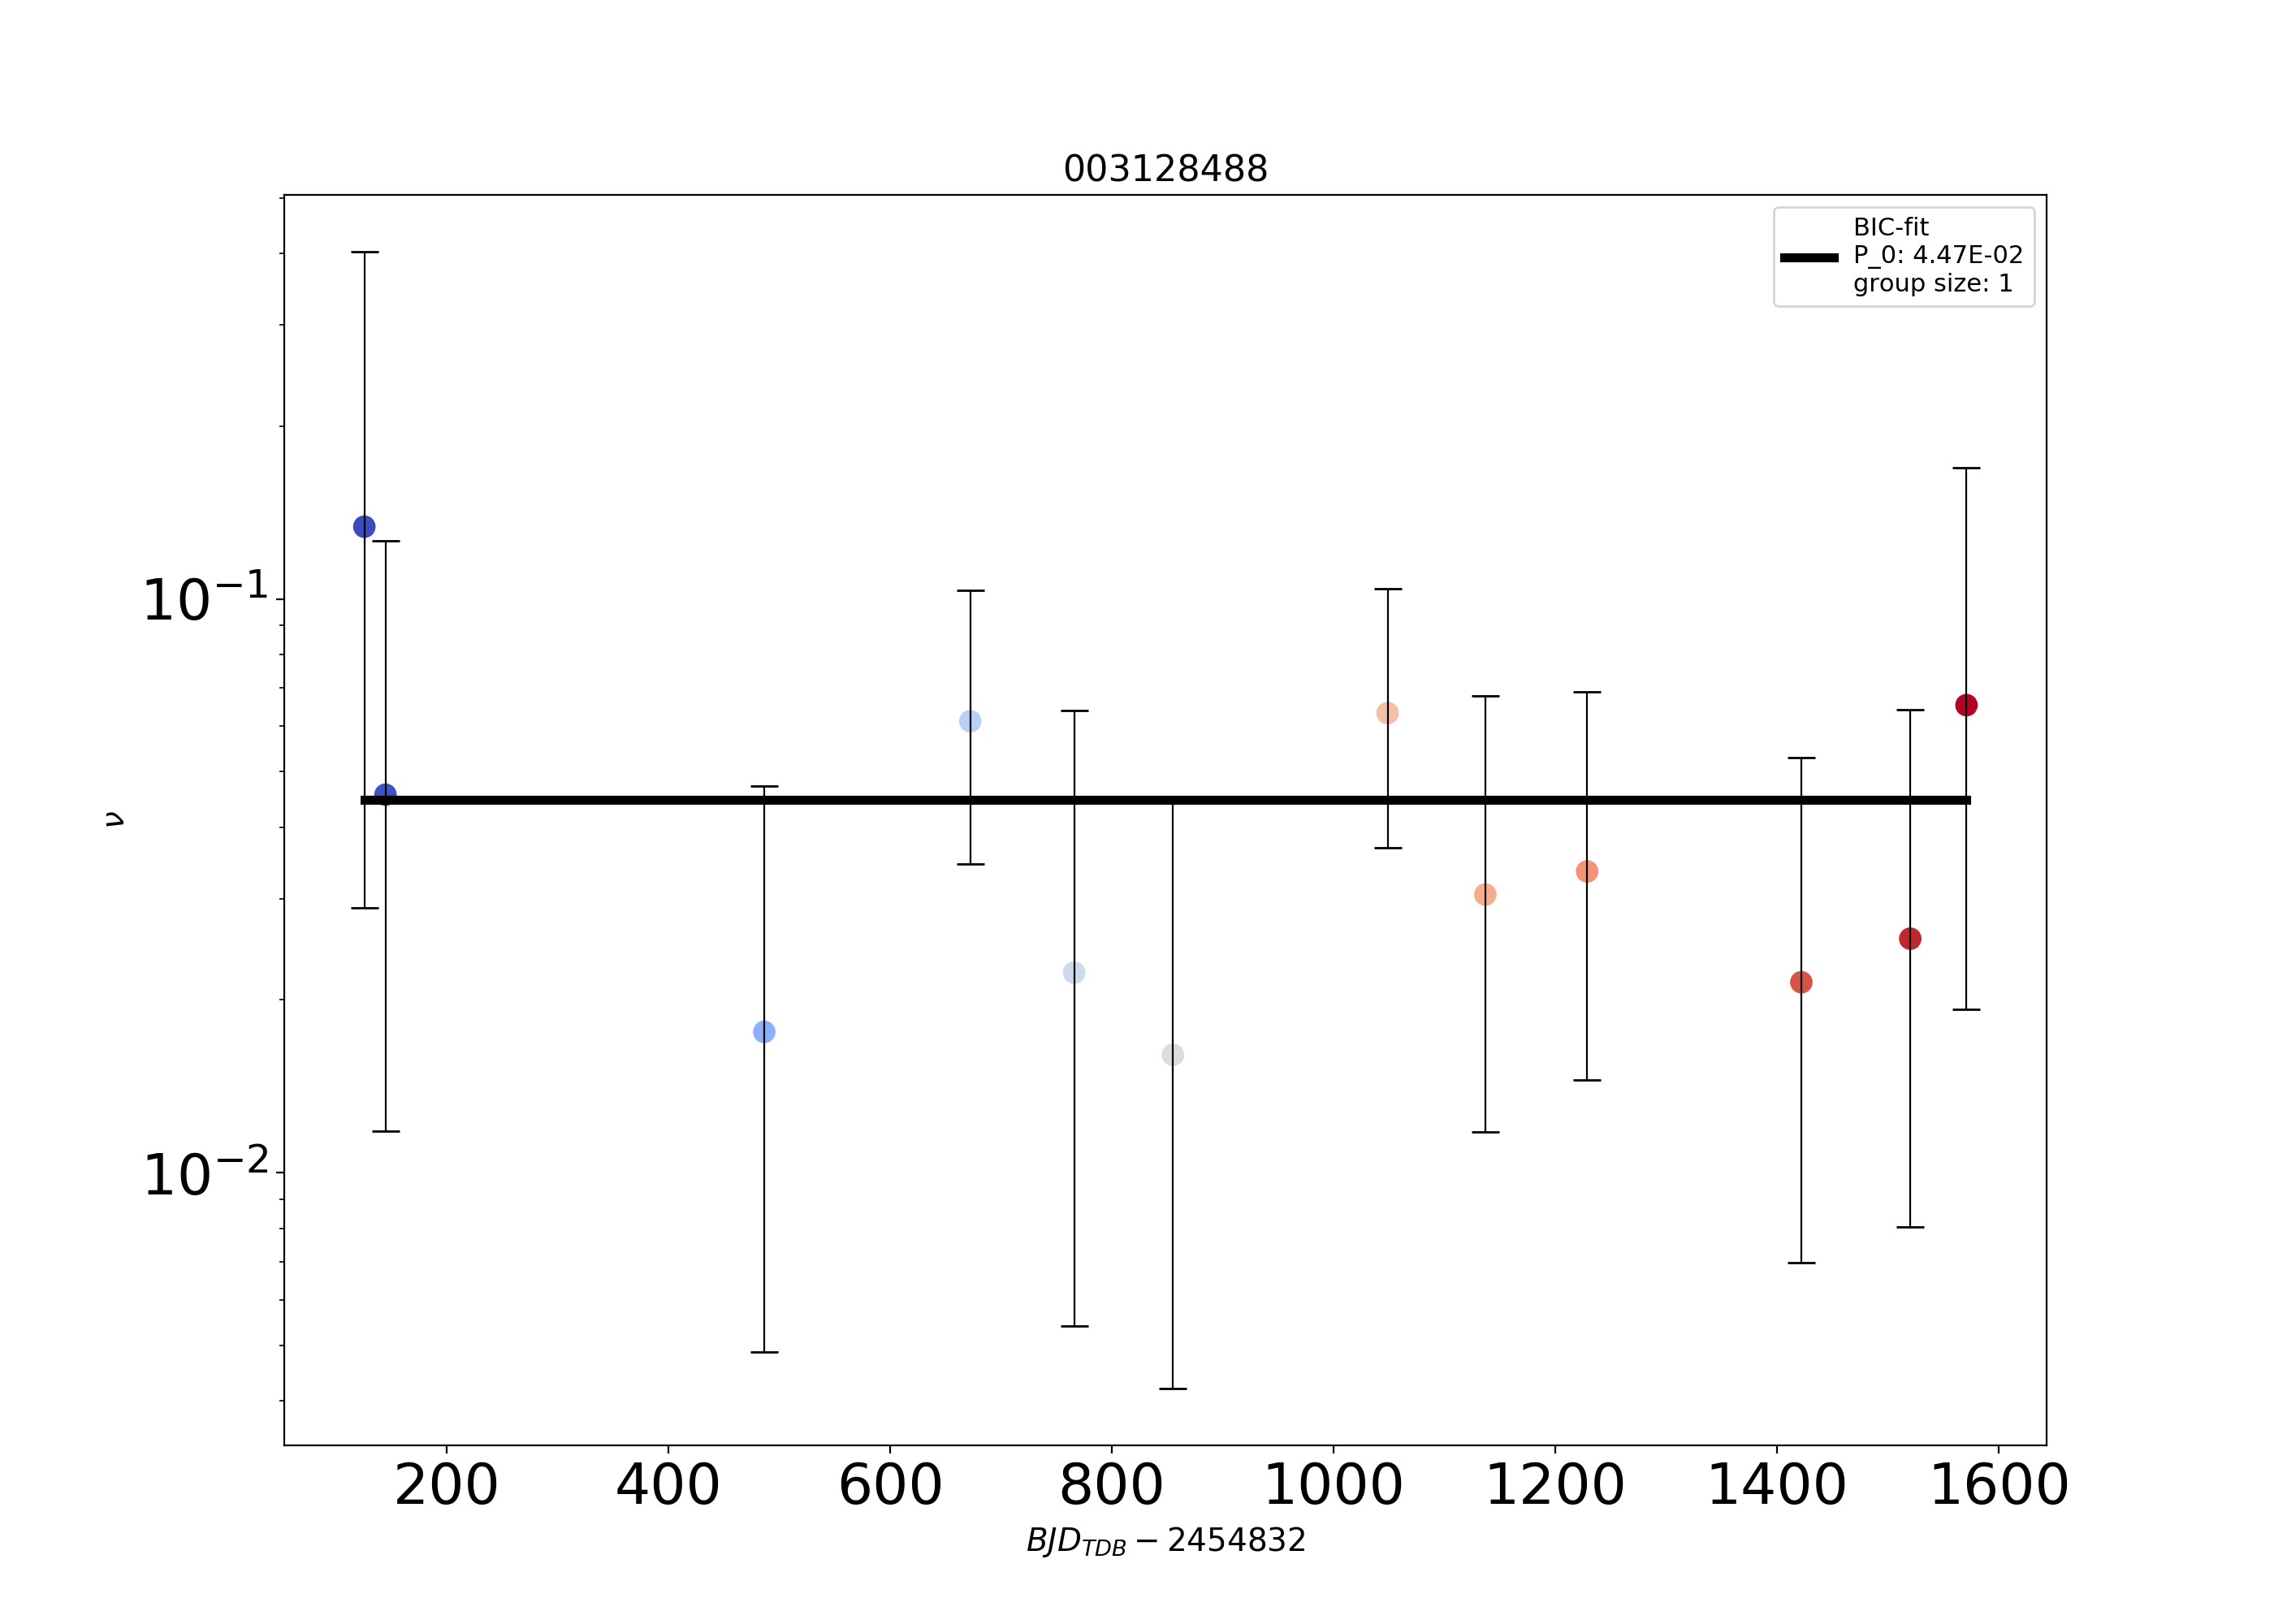 003128488
BIC-fit
P_0: 4.47E-02
group size: 1
10⁻¹
10⁻²
ν
200 400 600 800 1000 1200 1400 1600
BJD_TDB − 2454832